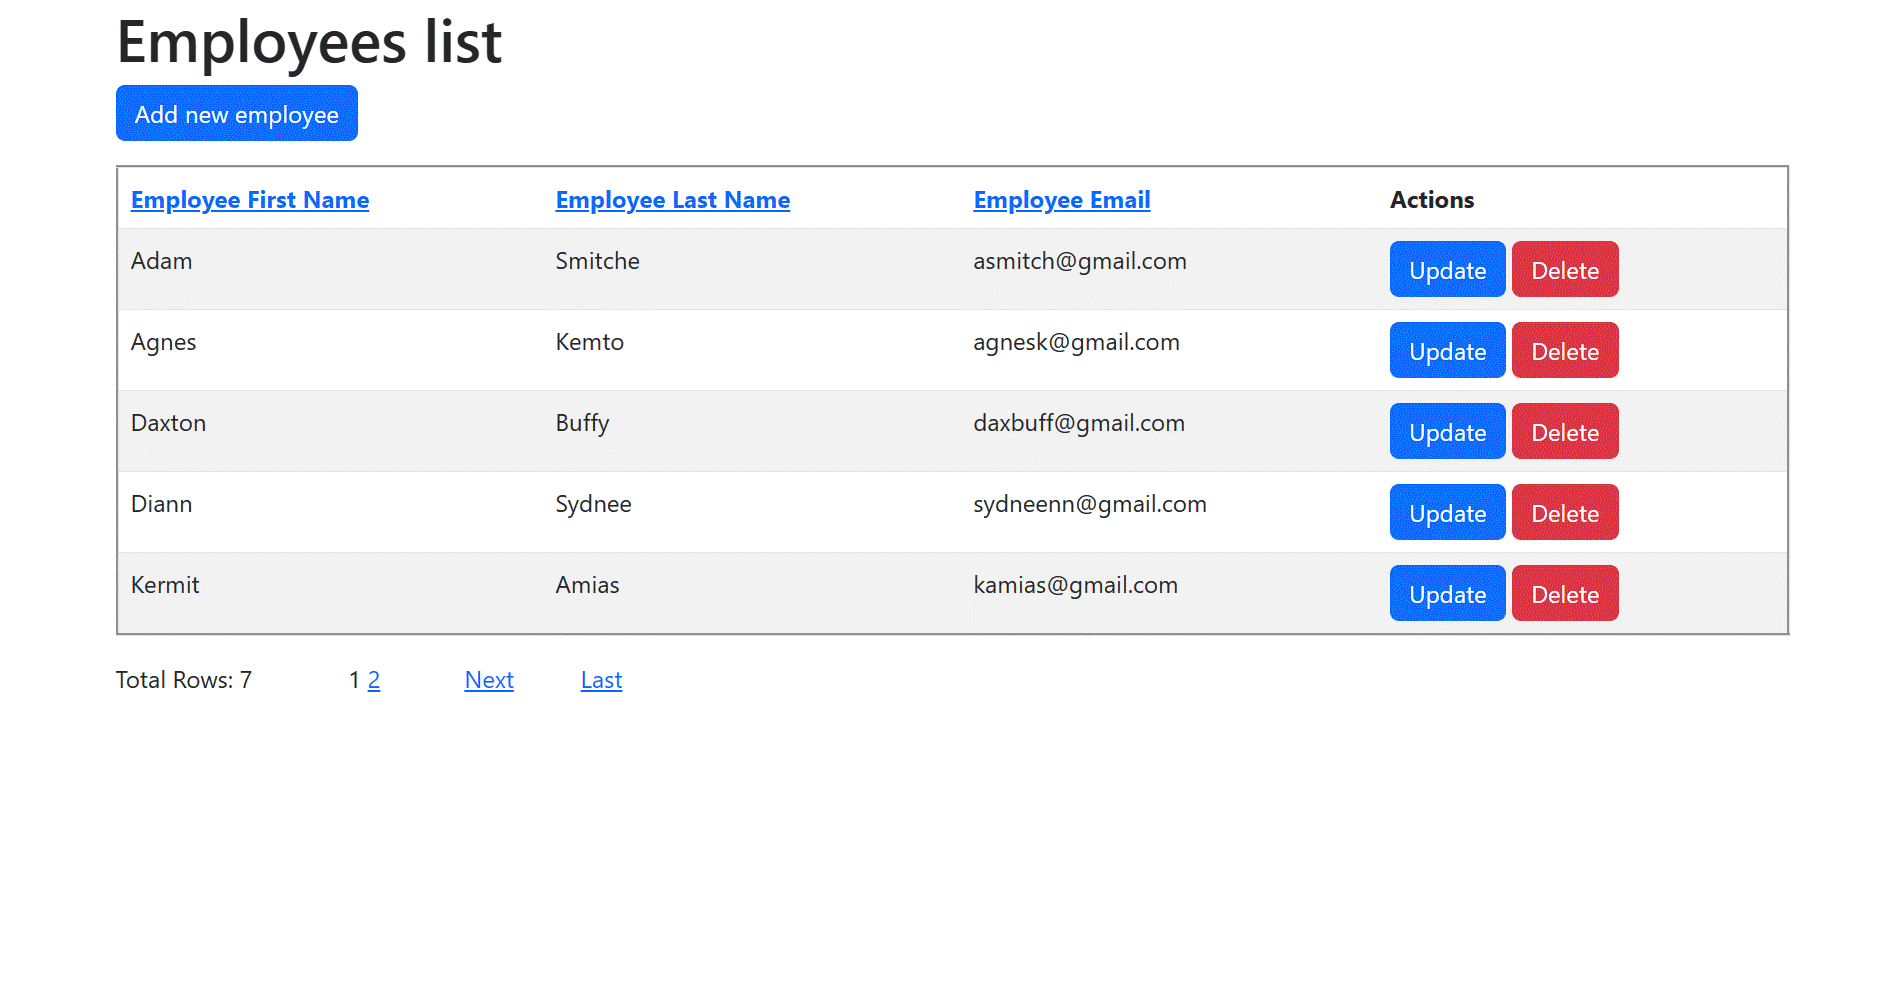 Employees list
Add new employee
Employee First Name Employee Last Name Employee Email Actions
Adam Smitche asmitch@gmail.com Update Delete
Agnes Kemto agnesk@gmail.com Update Delete
Daxton Buffy daxbuff@gmail.com Update Delete
Diann Sydnee sydneenn@gmail.com Update Delete
Kermit Amias kamias@gmail.com Update Delete
Total Rows: 7 1 2 Next Last